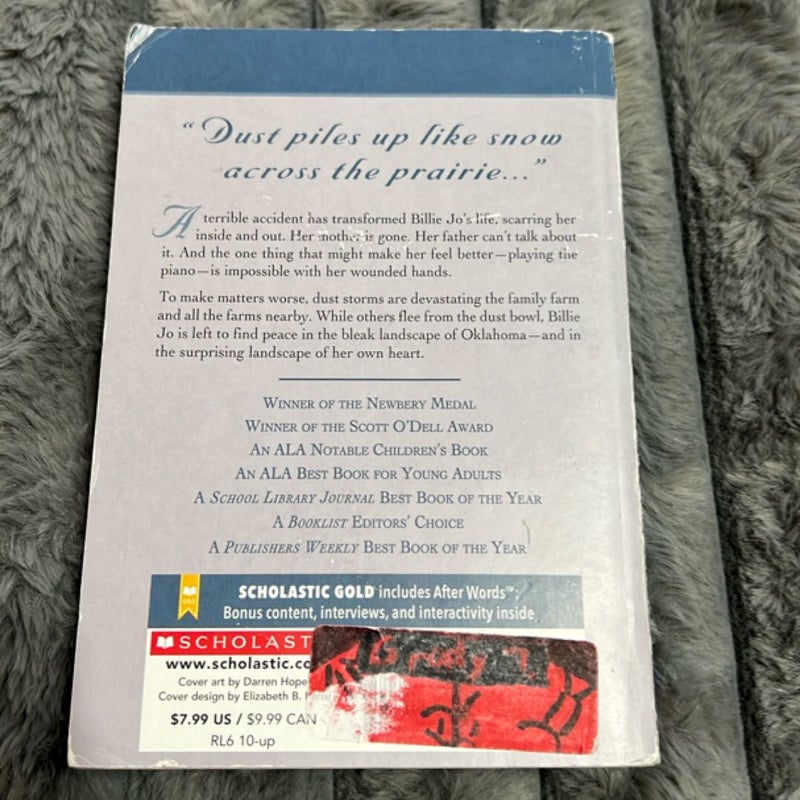 “Dust piles up like snow
across the prairie...”
A terrible accident has transformed Billie Jo's life, scarring her
inside and out. Her mother is gone. Her father can't talk about
it. And the one thing that might make her feel better—playing the
piano—is impossible with her wounded hands.
To make matters worse, dust storms are devastating the family farm
and all the farms nearby. While others flee from the dust bowl, Billie
Jo is left to find peace in the bleak landscape of Oklahoma—and in
the surprising landscape of her own heart.
Winner of the Newbery Medal
Winner of the Scott O'Dell Award
An ALA Notable Children's Book
An ALA Best Book for Young Adults
A School Library Journal Best Book of the Year
A Booklist Editors' Choice
A Publishers Weekly Best Book of the Year
SCHOLASTIC GOLD includes After Words™:
Bonus content, interviews, and interactivity inside
SCHOLAST
www.scholastic.co
Cover art by Darren Hope
Cover design by Elizabeth B.
$7.99 US / $9.99 CAN
RL6 10-up